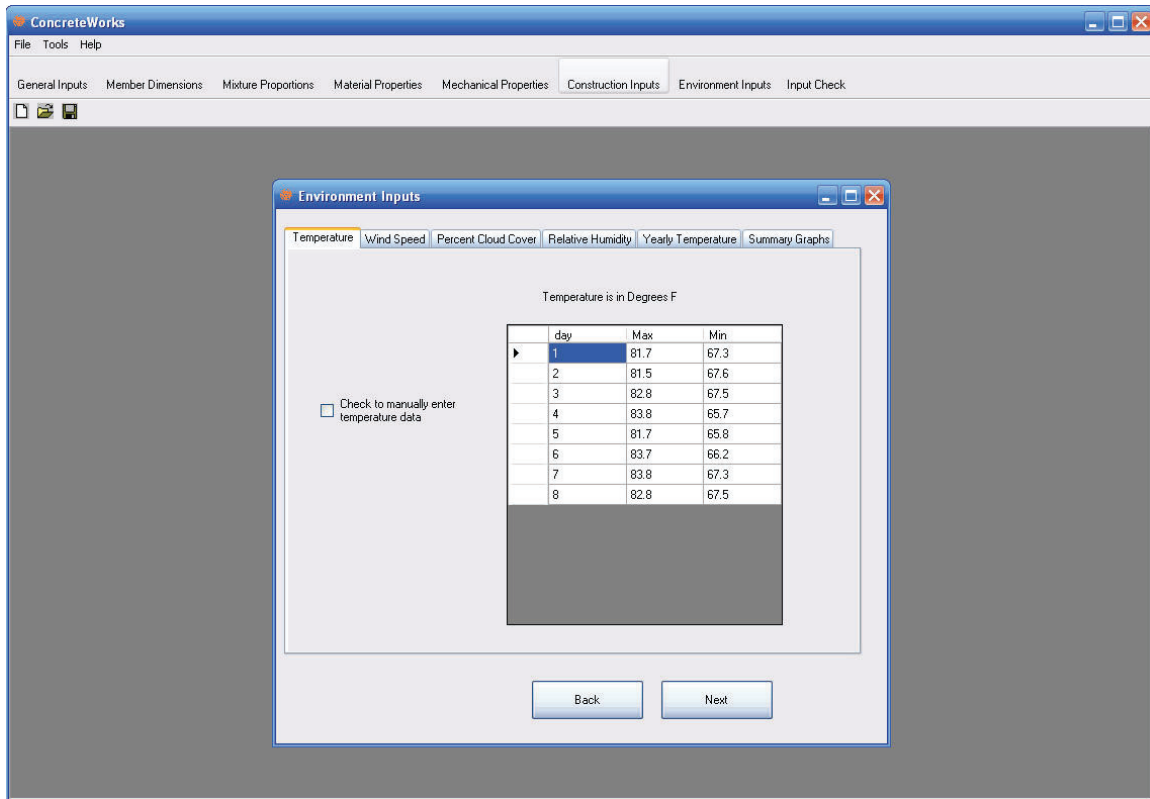 ConcreteWorks
File Tools Help
General Inputs Member Dimensions Mixture Proportions Material Properties Mechanical Properties Construction Inputs Environment Inputs Input Check
Environment Inputs
Temperature Wind Speed Percent Cloud Cover Relative Humidity Yearly Temperature Summary Graphs
Temperature is in Degrees F
day Max Min
1 81.7 67.3
2 81.5 67.6
3 82.8 67.5
4 83.8 65.7
5 81.7 65.8
6 83.7 66.2
7 83.8 67.3
8 82.8 67.5
Check to manually enter
temperature data
Back Next